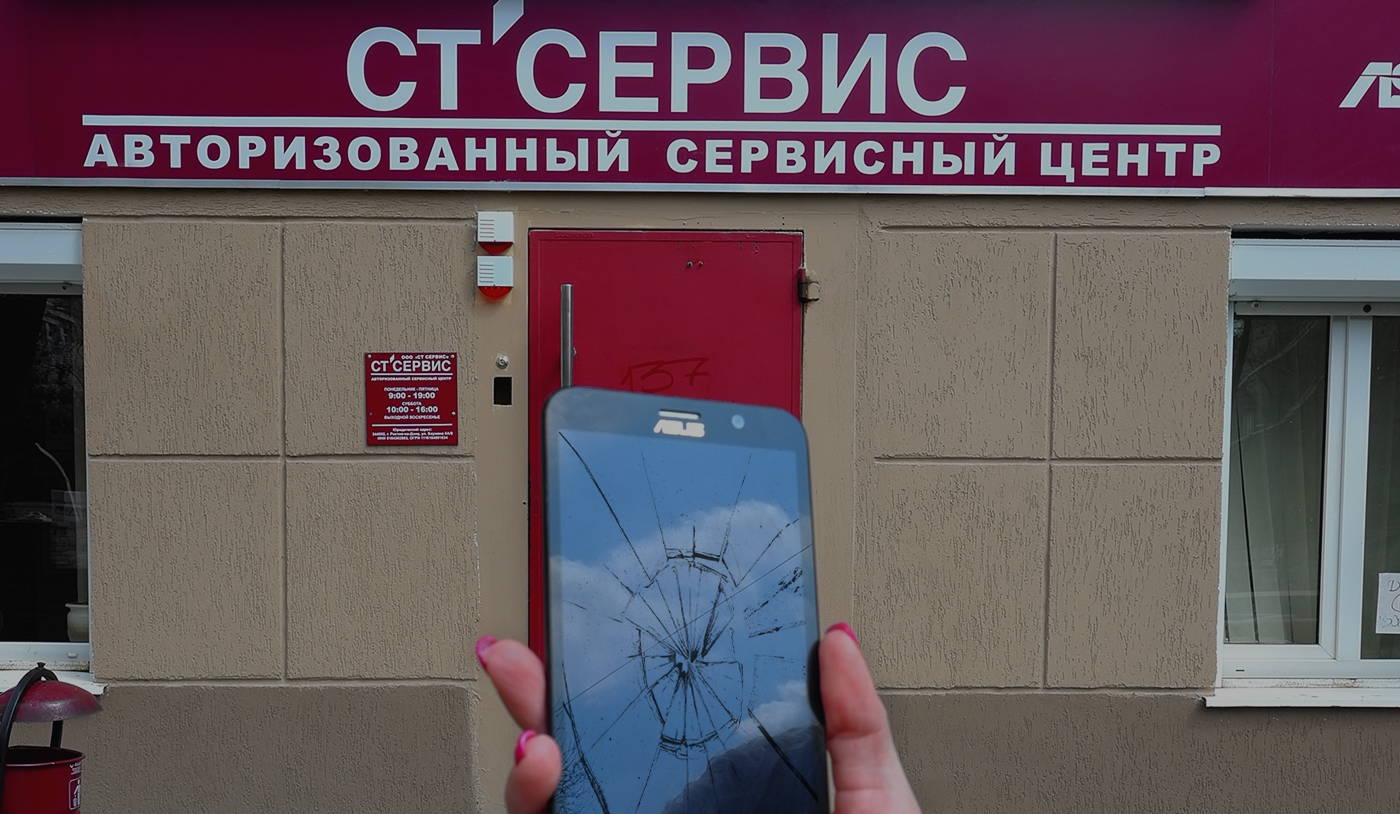 СТ'СЕРВИС
АВТОРИЗОВАННЫЙ СЕРВИСНЫЙ ЦЕНТР
ООО «СТ СЕРВИС»
СТ'СЕРВИС
АВТОРИЗОВАННЫЙ СЕРВИСНЫЙ ЦЕНТР
ПОНЕДЕЛЬНИК - ПЯТНИЦА
9:00 - 19:00
СУББОТА
10:00 - 16:00
ВЫХОДНОЙ ВОСКРЕСЕНЬЕ
Юридический адрес:
137
ASUS